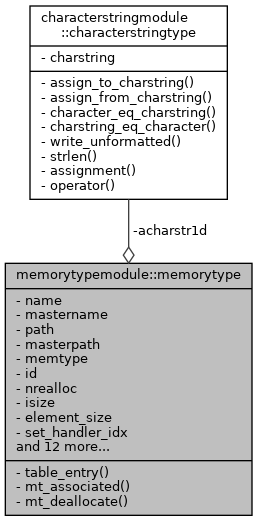 characterstringmodule
::characterstringtype
- charstring
- assign_to_charstring()
- assign_from_charstring()
- character_eq_charstring()
- charstring_eq_character()
- write_unformatted()
- strlen()
- assignment()
- operator()
-acharstr1d
memorytypemodule::memorytype
- name
- mastername
- path
- masterpath
- memtype
- id
- nrealloc
- isize
- element_size
- set_handler_idx
and 12 more...
- table_entry()
- mt_associated()
- mt_deallocate()